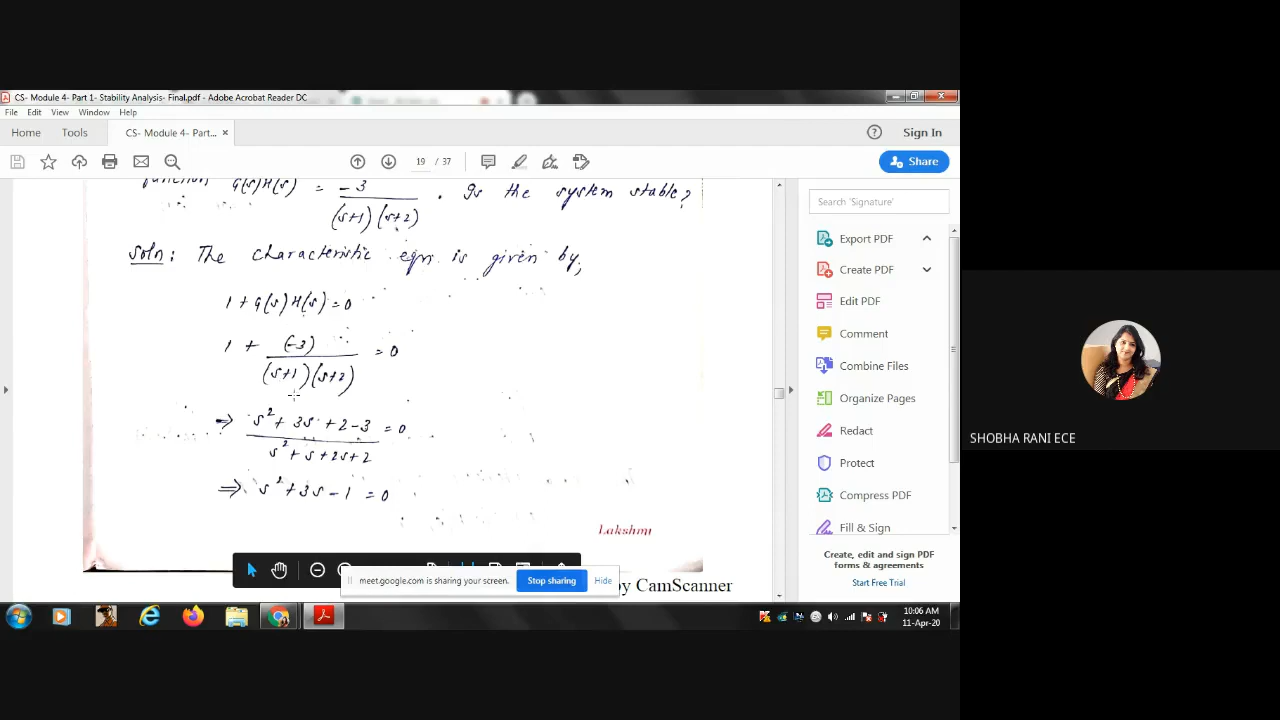 CS- Module 4- Part 1- Stability Analysis- Final.pdf - Adobe Acrobat Reader DC
File Edit View Window Help
Home Tools CS- Module 4- Part... × Sign In
19 / 37 Share
function G(s)H(s) = -3 / (s+1)(s+2) . Is the system stable?
Soln: The characteristic eqn is given by,
1 + G(s)H(s) = 0
1 + (-3) / (s+1)(s+2) = 0
⇒ s² + 3s + 2 - 3 / s² + s + 2s + 2 = 0
⇒ s² + 3s - 1 = 0
Lakshmi
by CamScanner
meet.google.com is sharing your screen. Stop sharing Hide
Search 'Signature'
Export PDF
Create PDF
Edit PDF
Comment
Combine Files
Organize Pages
Redact
Protect
Compress PDF
Fill & Sign
Create, edit and sign PDF
forms & agreements
Start Free Trial
10:06 AM
11-Apr-20
SHOBHA RANI ECE